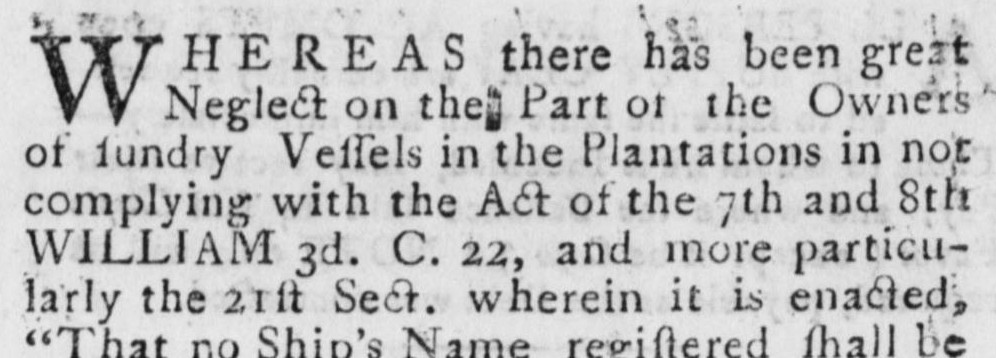 WHEREAS there has been great
Neglect on the Part of the Owners
of ſundry Veſſels in the Plantations in not
complying with the Act of the 7th and 8th
WILLIAM 3d. C. 22, and more particu-
larly the 21ſt Sect. wherein it is enacted,
“That no Ship's Name regiſtered ſhall be